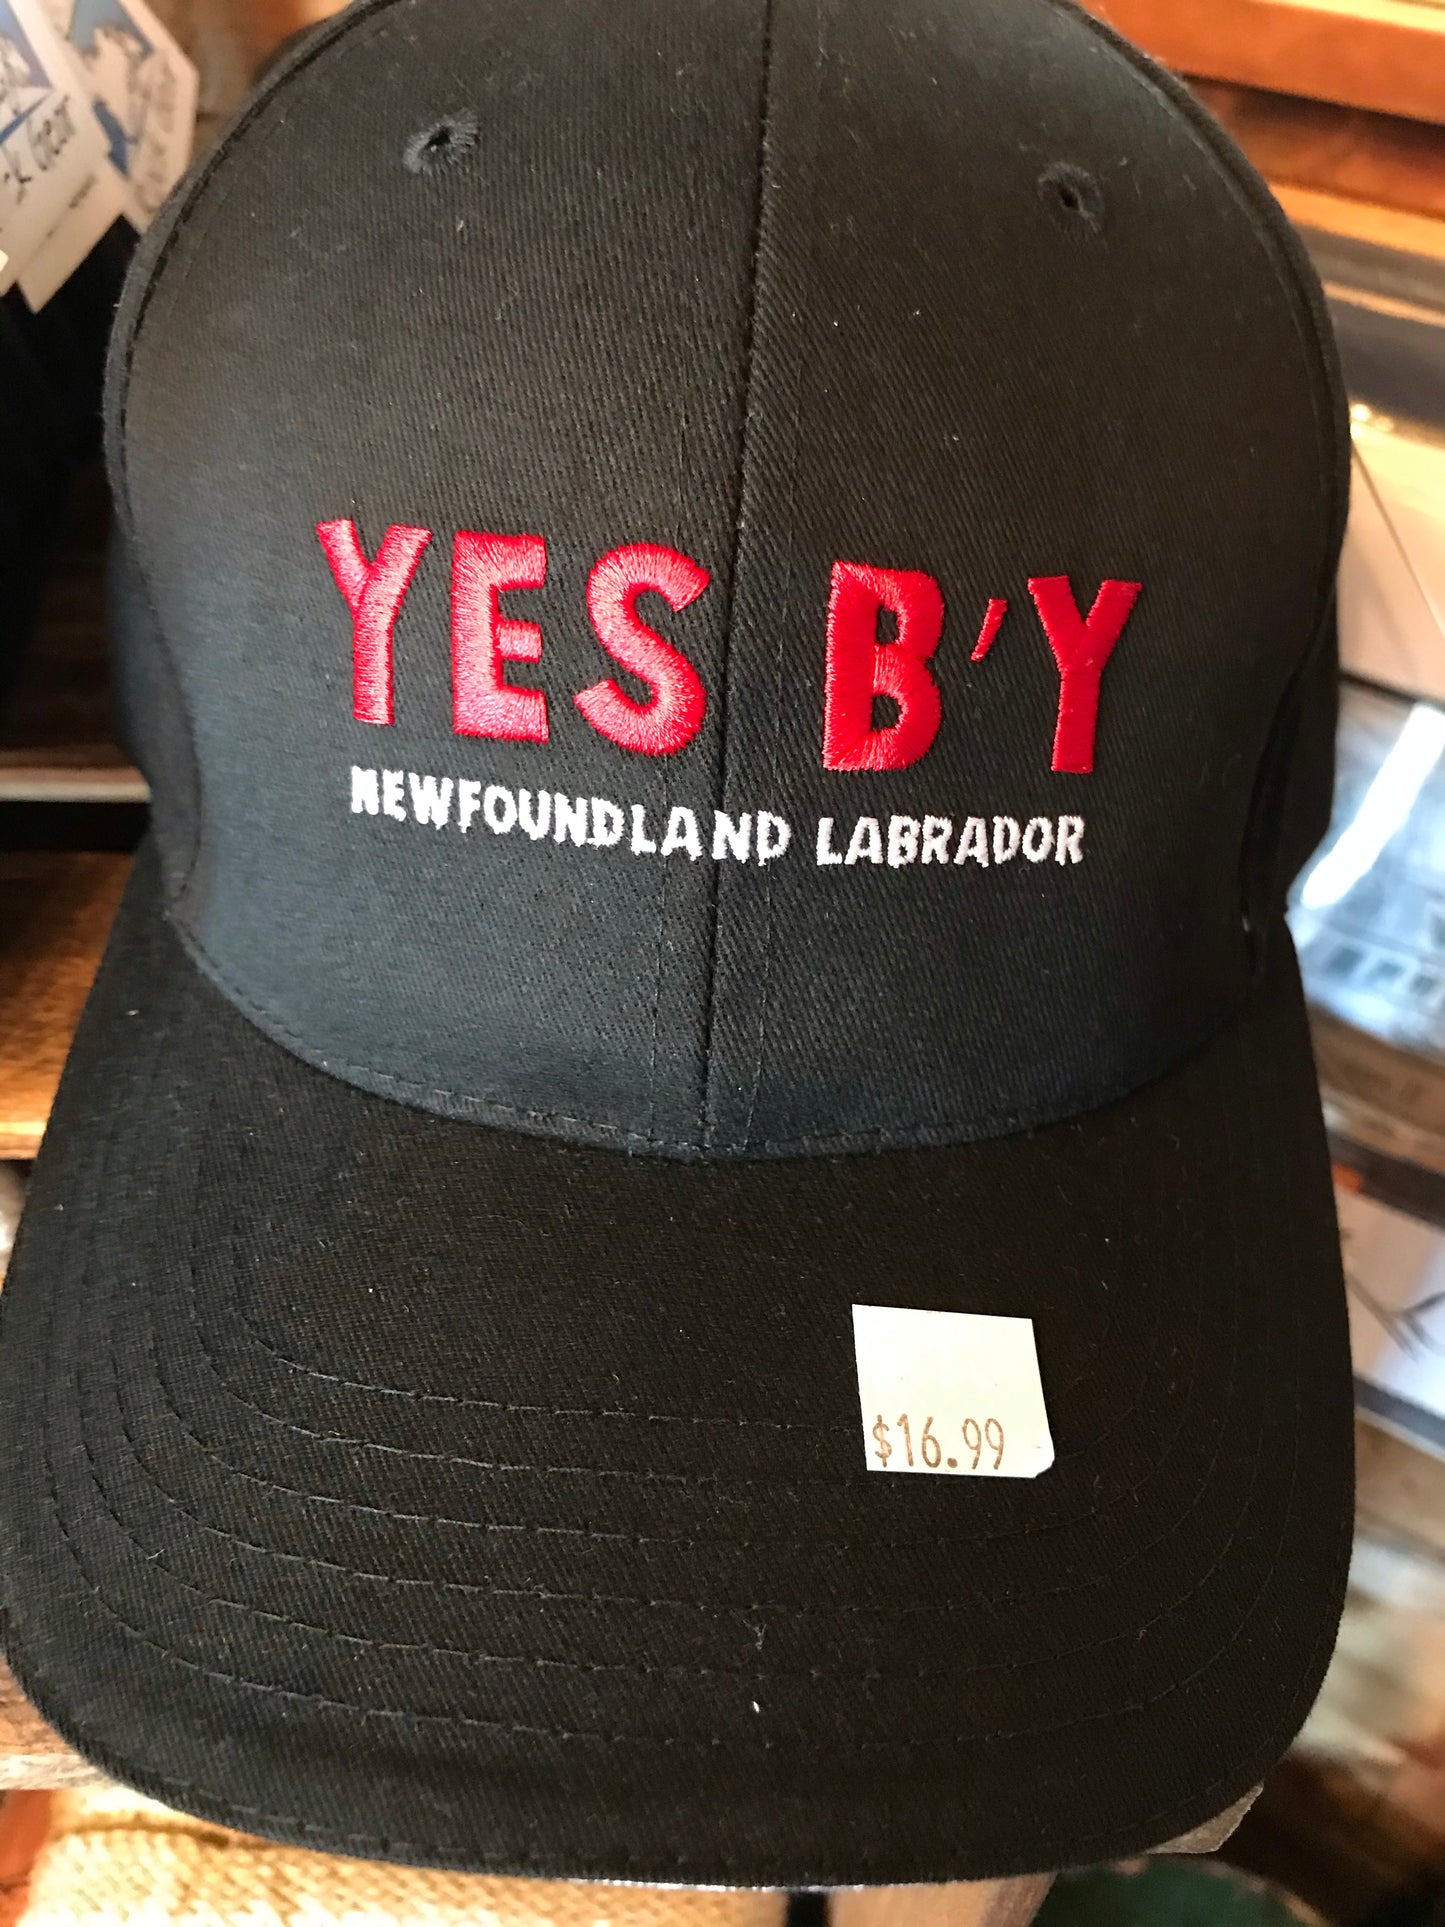 YES B'Y
NEWFOUNDLAND LABRADOR
$16.99